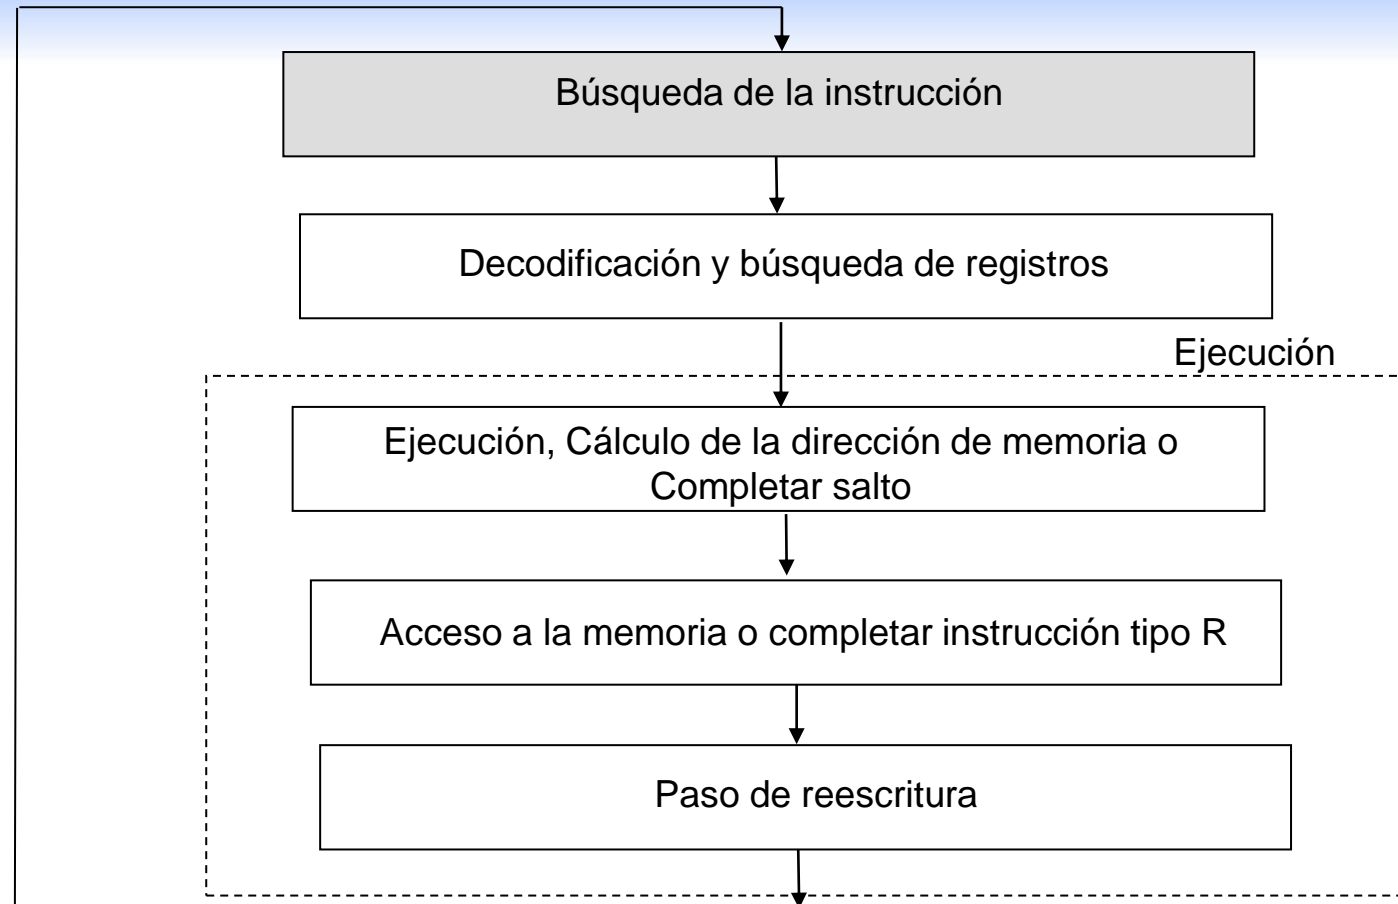 Búsqueda de la instrucción
Decodificación y búsqueda de registros
Ejecución
Ejecución, Cálculo de la dirección de memoria o
Completar salto
Acceso a la memoria o completar instrucción tipo R
Paso de reescritura